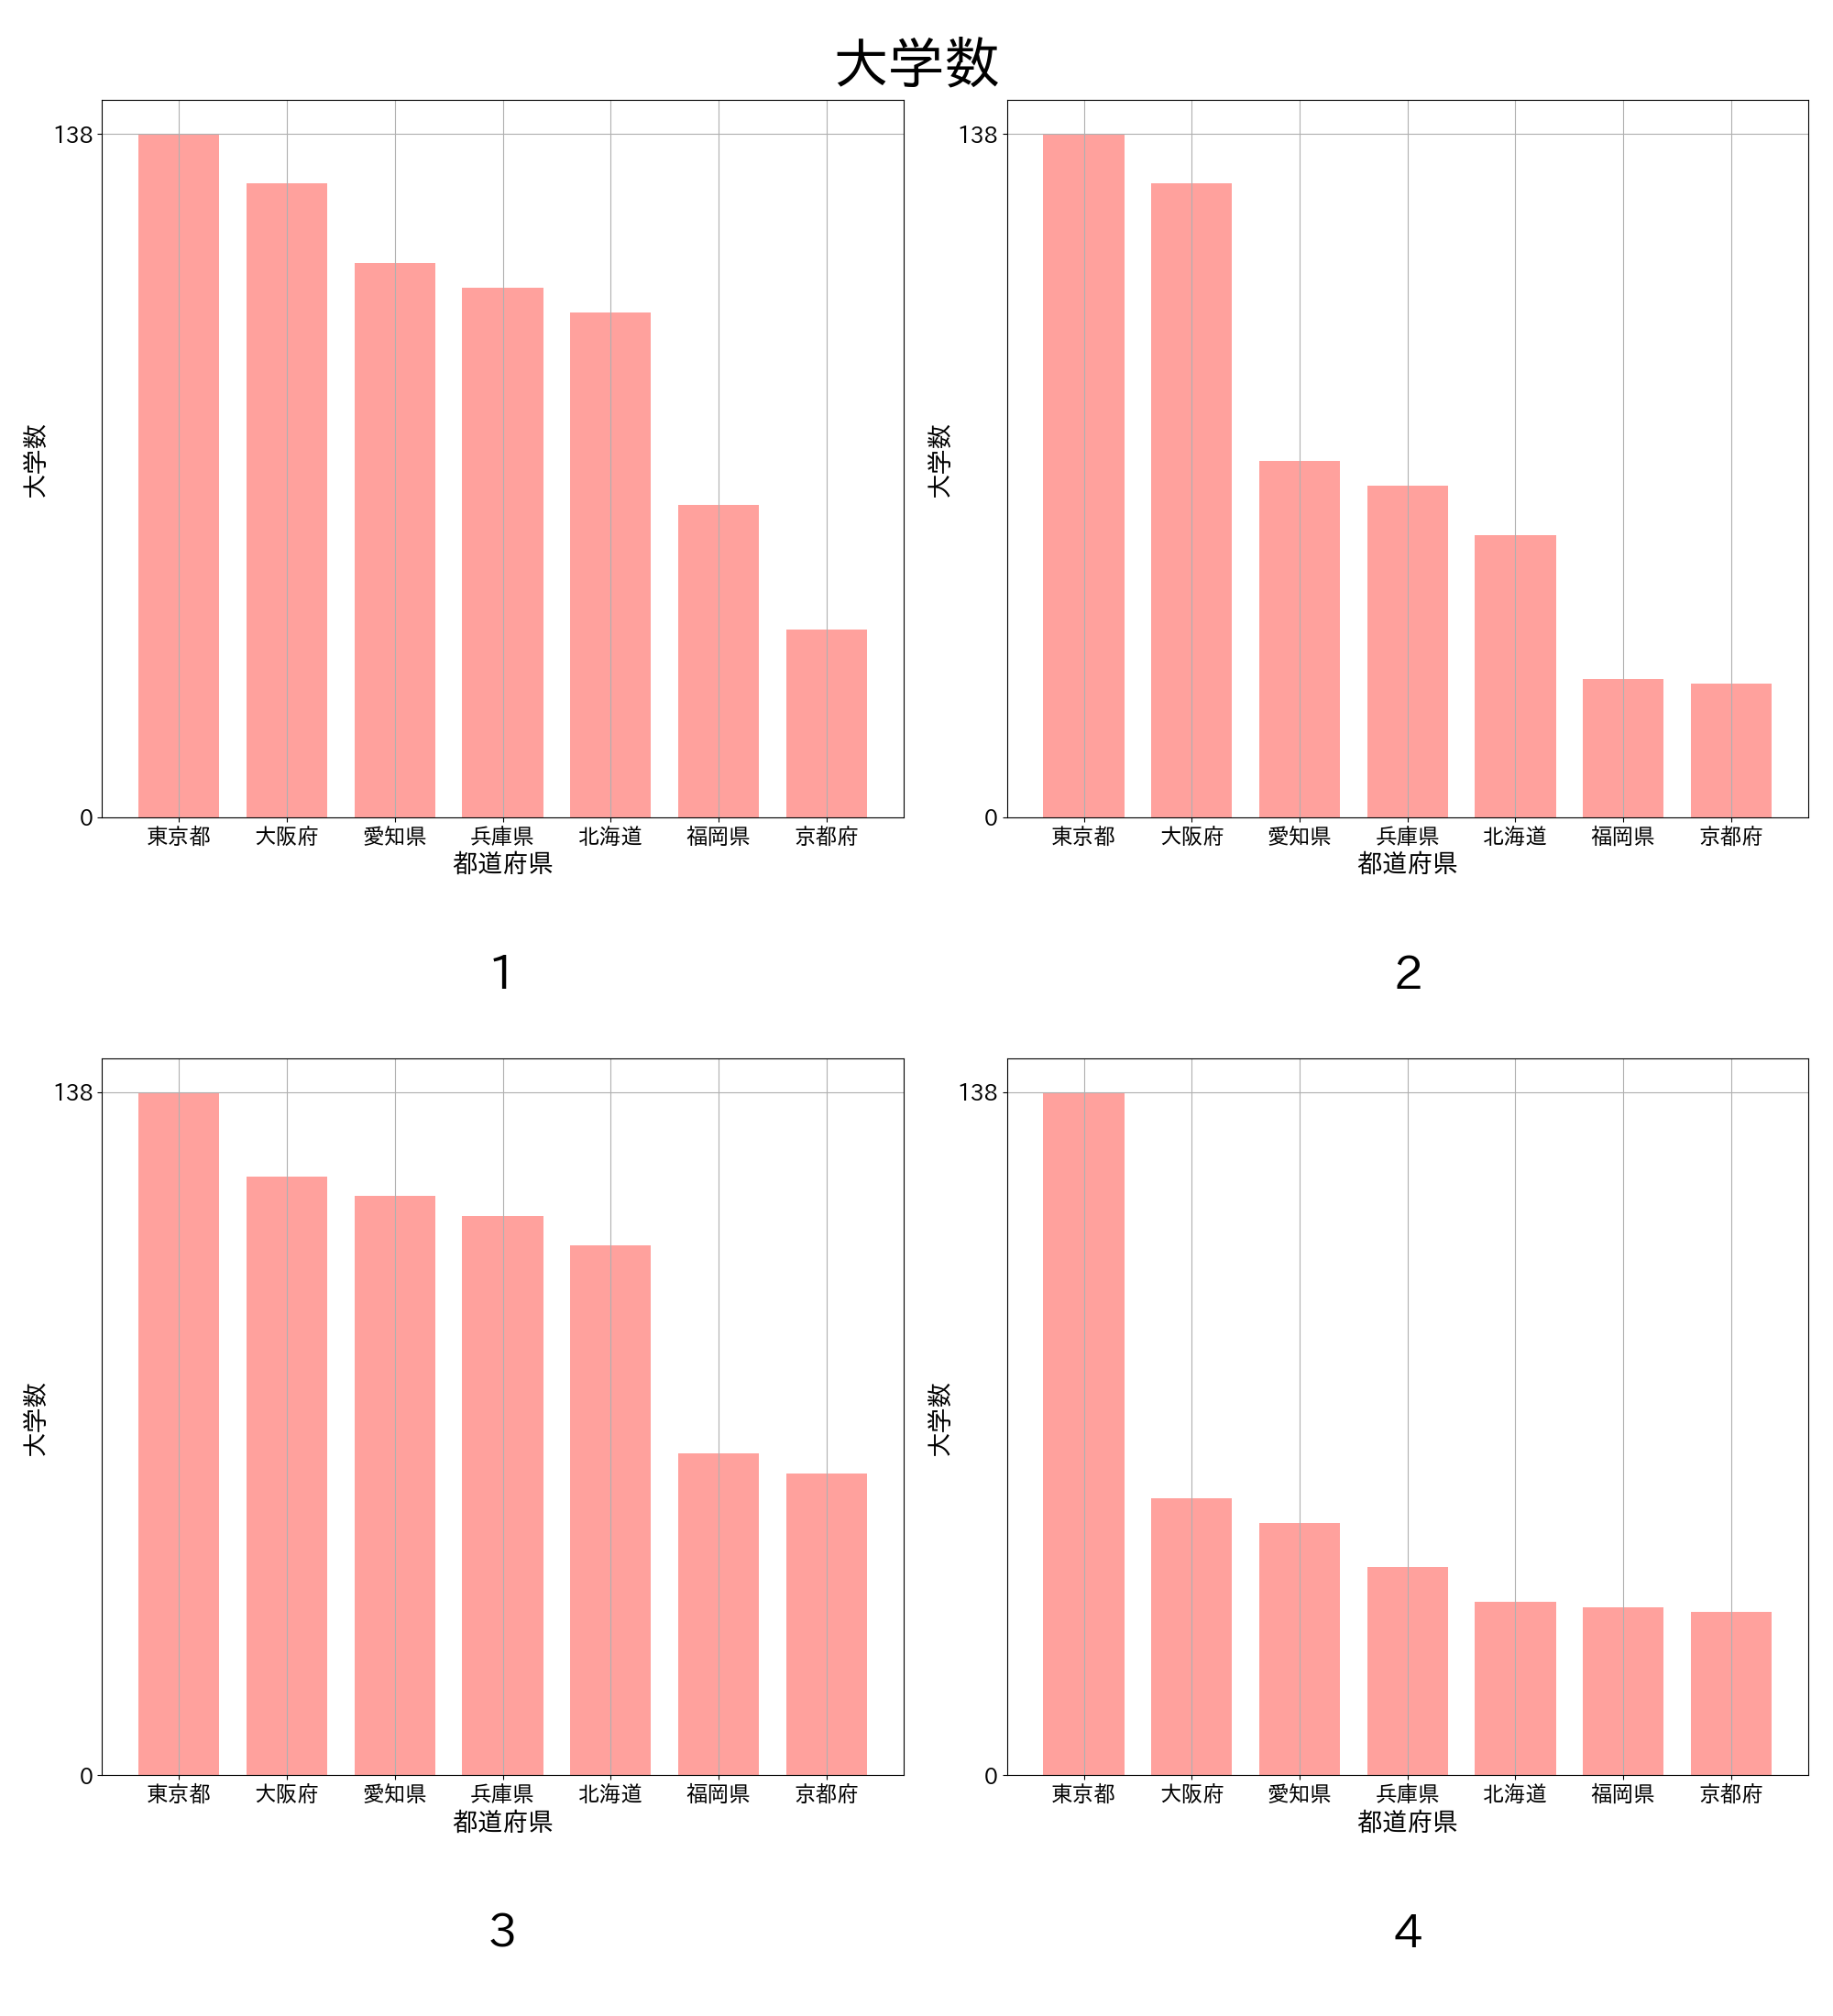 大学数
138
0
大学数
東京都 大阪府 愛知県 兵庫県 北海道 福岡県 京都府
都道府県
1
138
0
大学数
東京都 大阪府 愛知県 兵庫県 北海道 福岡県 京都府
都道府県
2
138
0
大学数
東京都 大阪府 愛知県 兵庫県 北海道 福岡県 京都府
都道府県
3
138
0
大学数
東京都 大阪府 愛知県 兵庫県 北海道 福岡県 京都府
都道府県
4